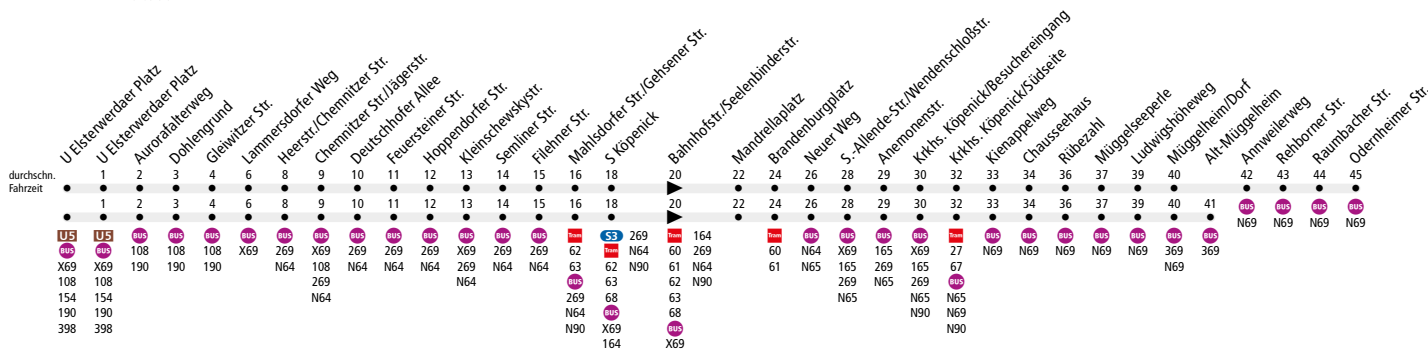 U Elsterwerdaer Platz
U Elsterwerdaer Platz
Aurorafalterweg
Dohlengrund
Gleiwitzer Str.
Lammersdorfer Weg
Heerstr./Chemnitzer Str.
Chemnitzer Str./Jägerstr.
Deutschhofer Allee
Feuersteiner Str.
Hoppendorfer Str.
Kleinschewskystr.
Semliner Str.
Filehner Str.
Mahlsdorfer Str./Gehsener Str.
S Köpenick
Bahnhofstr./Seelenbinderstr.
Mandrellaplatz
Brandenburgplatz
Neuer Weg
S.-Allende-Str./Wendenschloßstr.
Anemonenstr.
Krkhs. Köpenick/Besuchereingang
Krkhs. Köpenick/Südseite
Kienappelweg
Chausseehaus
Rübezahl
Müggelseeperle
Ludwigshöheweg
Müggelheim/Dorf
Alt-Müggelheim
Annweilerweg
Rehborner Str.
Raumbacher Str.
Odernheimer Str.
durchschn. 1 2 3 4 6 8 9 10 11 12 13 14 15 16 18 20 22 24 26 28 29 30 32 33 34 36 37 39 40 42 43 44 45
Fahrzeit
1 2 3 4 6 8 9 10 11 12 13 14 15 16 18 20 22 24 26 28 29 30 32 33 34 36 37 39 40 41 BUS BUS BUS BUS
N69 N69 N69 N69
U5 U5 BUS BUS BUS BUS BUS BUS BUS BUS BUS BUS BUS BUS Tram S3 269 Tram 164 Tram BUS BUS BUS BUS Tram BUS BUS BUS BUS BUS BUS BUS
BUS BUS 108 108 108 X69 269 X69 269 269 269 X69 269 269 62 Tram N64 60 269 60 N64 X69 165 X69 27 N69 N69 N69 N69 N69 369 369
X69 X69 190 190 190 N64 108 N64 N64 N64 269 N64 N64 63 62 N90 61 N64 61 N65 165 269 165 67 N69
108 108 269 N64 BUS 63 62 N90 269 N65 269 BUS
154 154 N64 269 68 63 N65 N65 N65
190 190 N64 BUS 68 N90 N69
398 398 N90 X69 BUS N90
164 X69